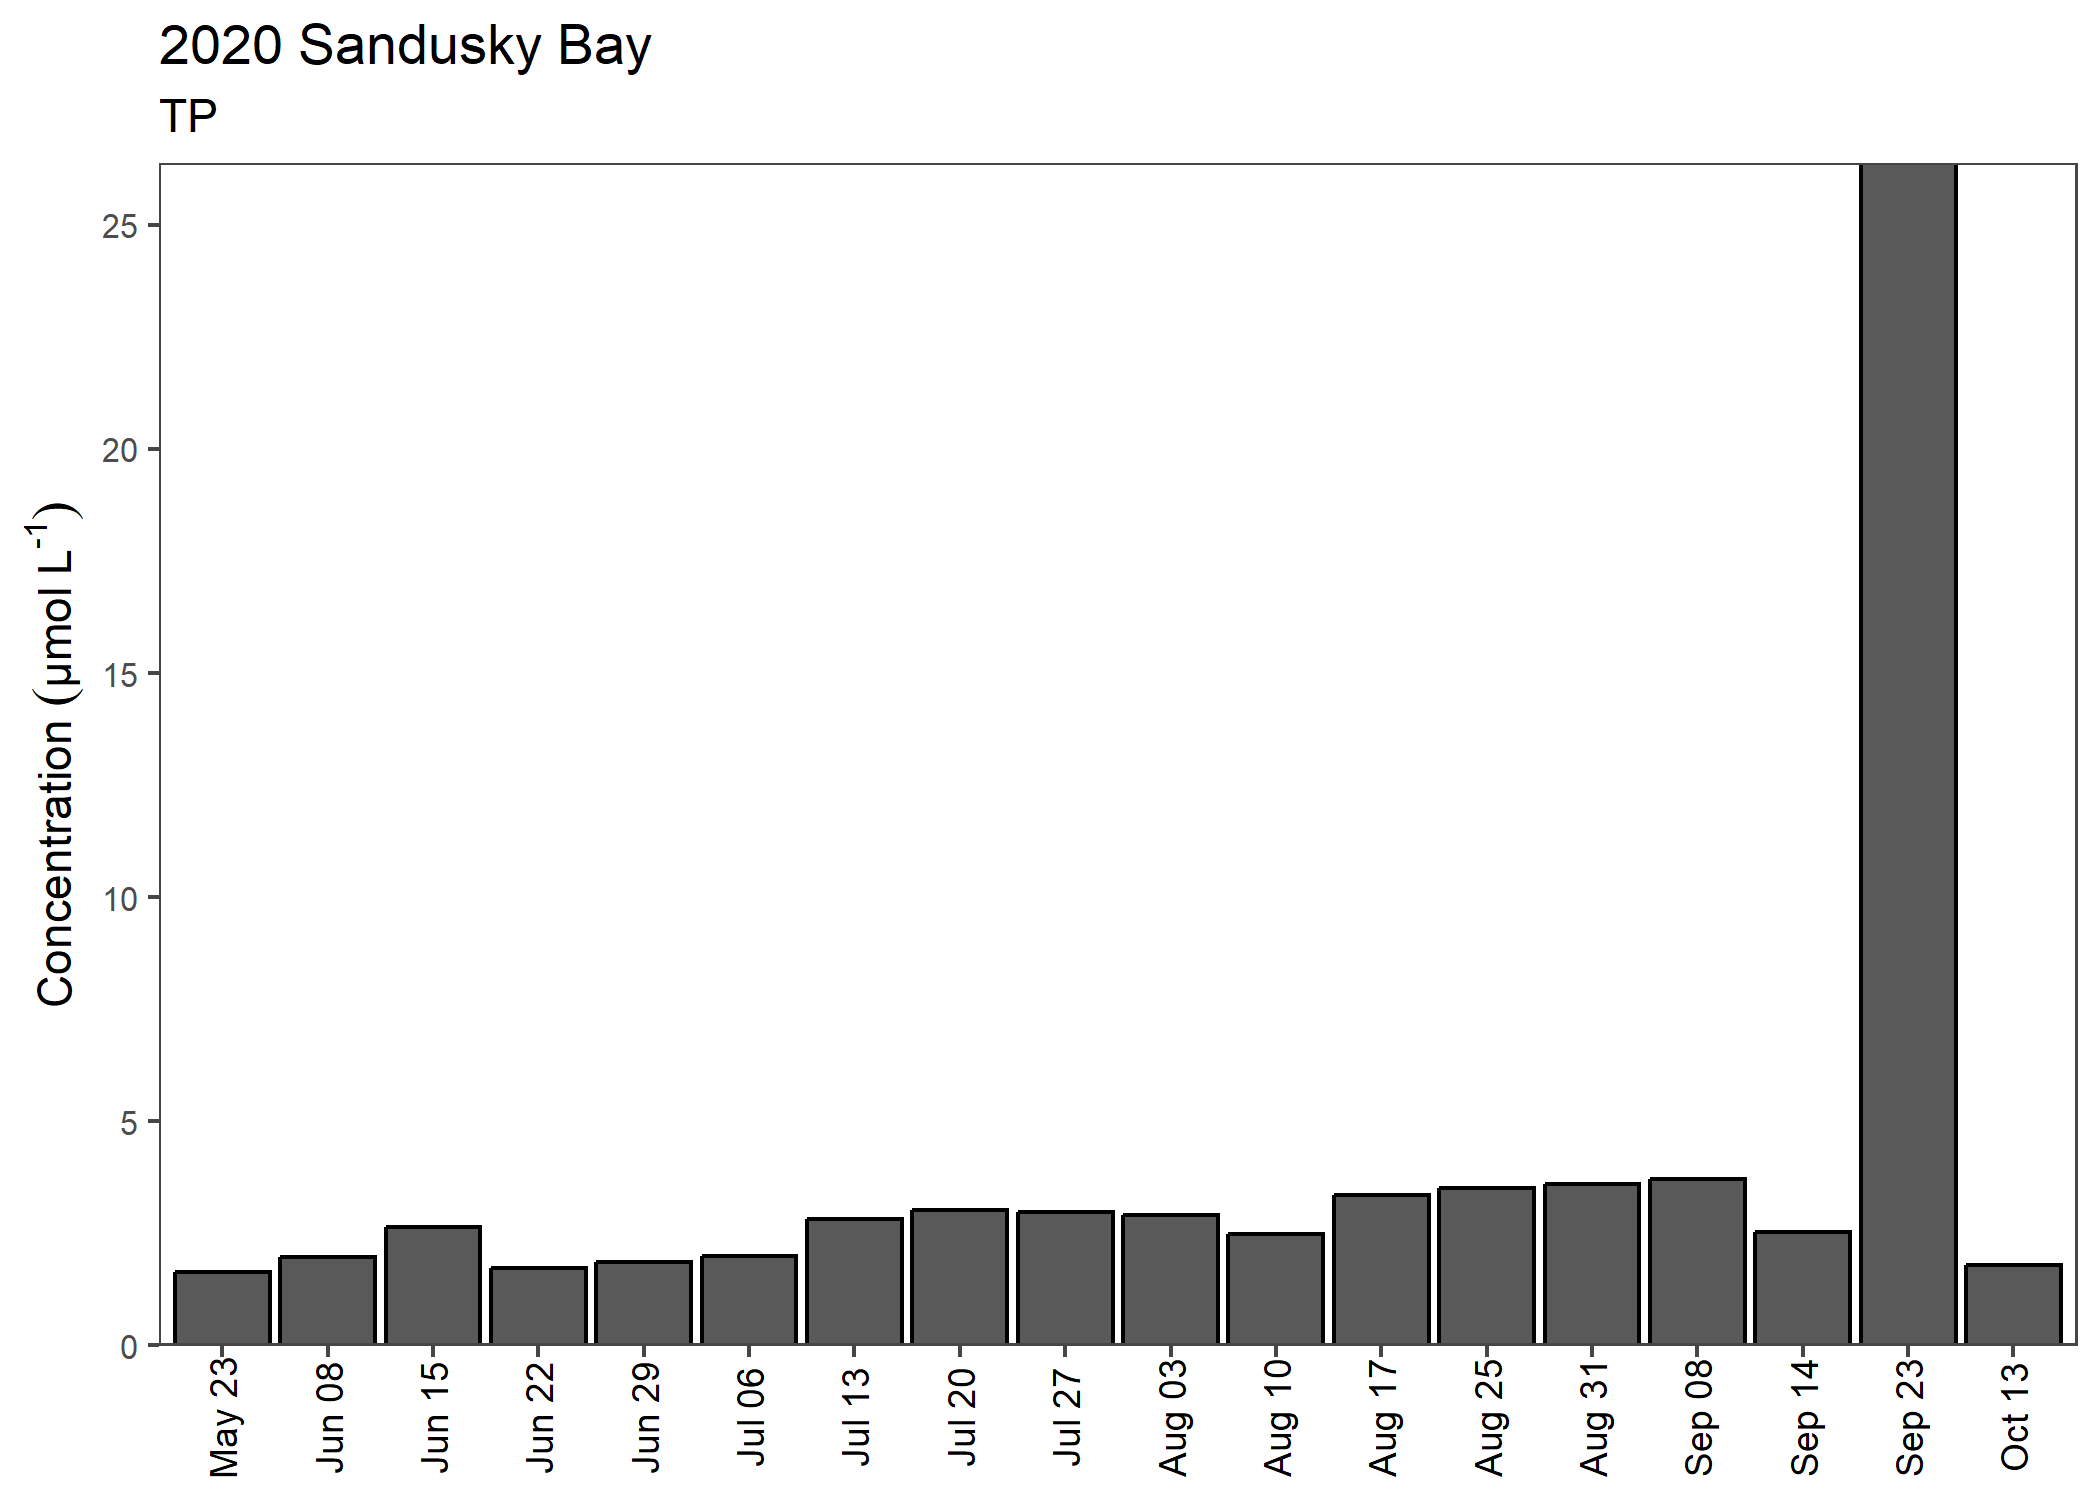 2020 Sandusky Bay
TP
Concentration (µmol L⁻¹)
25
20
15
10
5
0
May 23
Jun 08
Jun 15
Jun 22
Jun 29
Jul 06
Jul 13
Jul 20
Jul 27
Aug 03
Aug 10
Aug 17
Aug 25
Aug 31
Sep 08
Sep 14
Sep 23
Oct 13